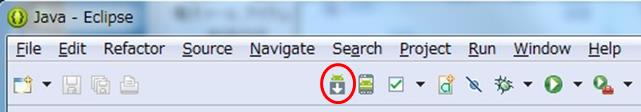 Java - Eclipse
File Edit Refactor Source Navigate Search Project Run Window Help